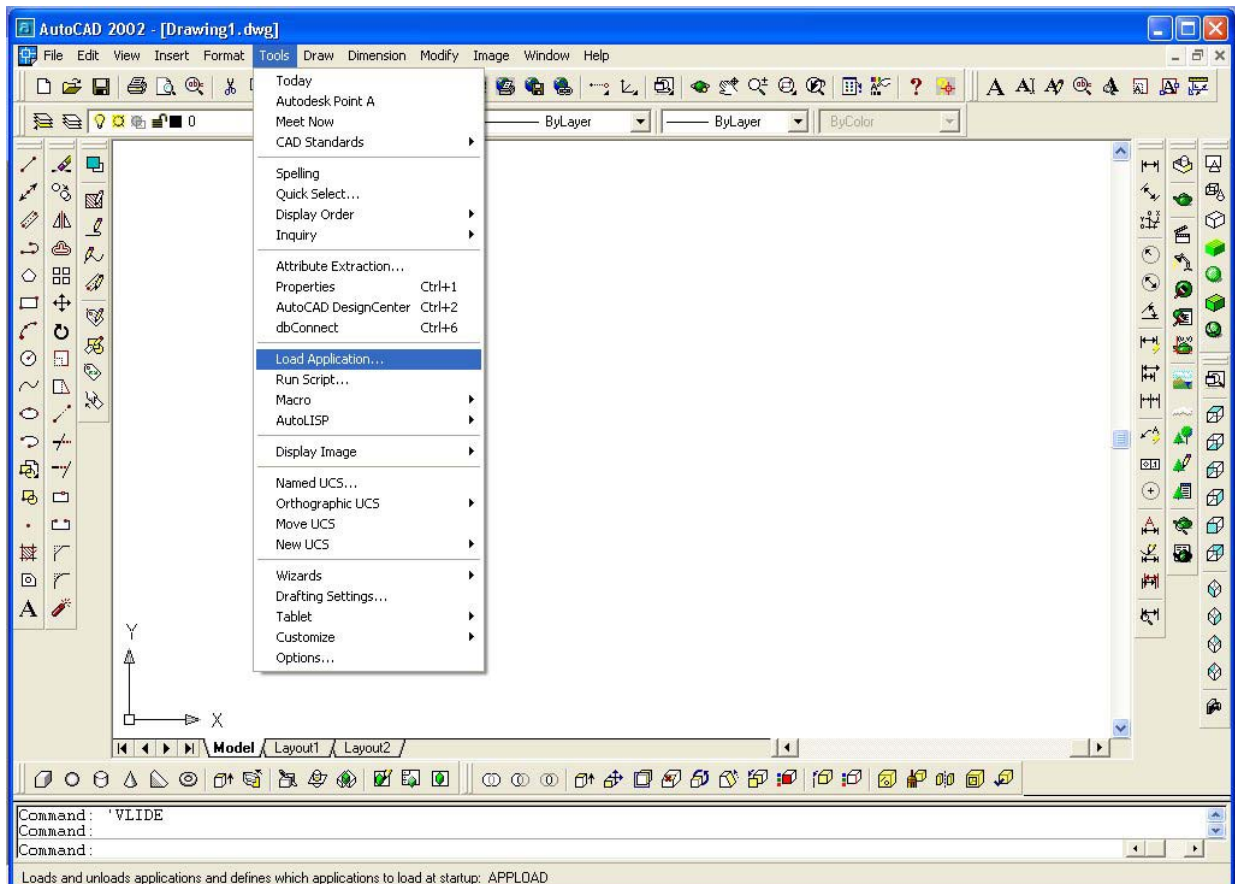 AutoCAD 2002 - [Drawing1.dwg]
File Edit View Insert Format Tools Draw Dimension Modify Image Window Help
0 ByLayer ByLayer ByColor
Today
Autodesk Point A
Meet Now
CAD Standards
Spelling
Quick Select...
Display Order
Inquiry
Attribute Extraction...
Properties Ctrl+1
AutoCAD DesignCenter Ctrl+2
dbConnect Ctrl+6
Load Application...
Run Script...
Macro
AutoLISP
Display Image
Named UCS...
Orthographic UCS
Move UCS
New UCS
Wizards
Drafting Settings...
Tablet
Customize
Options...
Y
X
Model Layout1 Layout2
Command: 'VLIDE
Command:
Command:
Loads and unloads applications and defines which applications to load at startup: APPLOAD